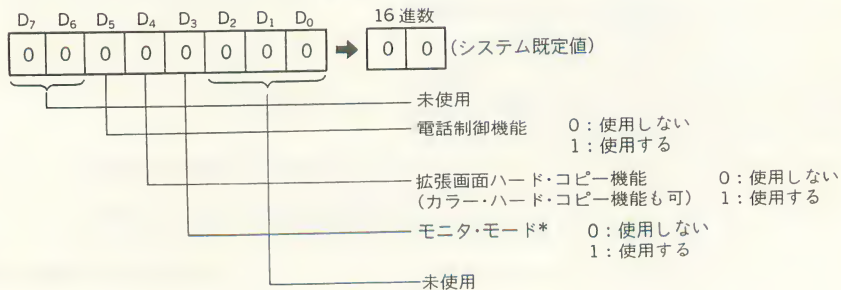 D7 D6 D5 D4 D3 D2 D1 D0 16進数
0 0 0 0 0 0 0 0 ➡ 0 0 (システム既定値)
未使用
電話制御機能 0：使用しない
1：使用する
拡張画面ハード・コピー機能 0：使用しない
(カラー・ハード・コピー機能も可) 1：使用する
モニタ・モード* 0：使用しない
1：使用する
未使用